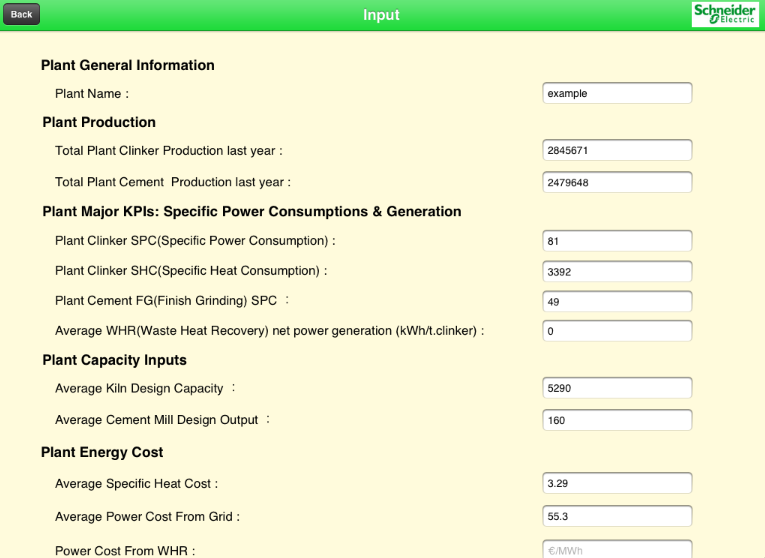 Back
Input
Schneider
Electric
Plant General Information
Plant Name :
example
Plant Production
Total Plant Clinker Production last year :
2845671
Total Plant Cement Production last year :
2479648
Plant Major KPIs: Specific Power Consumptions & Generation
Plant Clinker SPC(Specific Power Consumption) :
81
Plant Clinker SHC(Specific Heat Consumption) :
3392
Plant Cement FG(Finish Grinding) SPC :
49
Average WHR(Waste Heat Recovery) net power generation (kWh/t.clinker) :
0
Plant Capacity Inputs
Average Kiln Design Capacity :
5290
Average Cement Mill Design Output :
160
Plant Energy Cost
Average Specific Heat Cost :
3.29
Average Power Cost From Grid :
55.3
Power Cost From WHR :
€/MWh